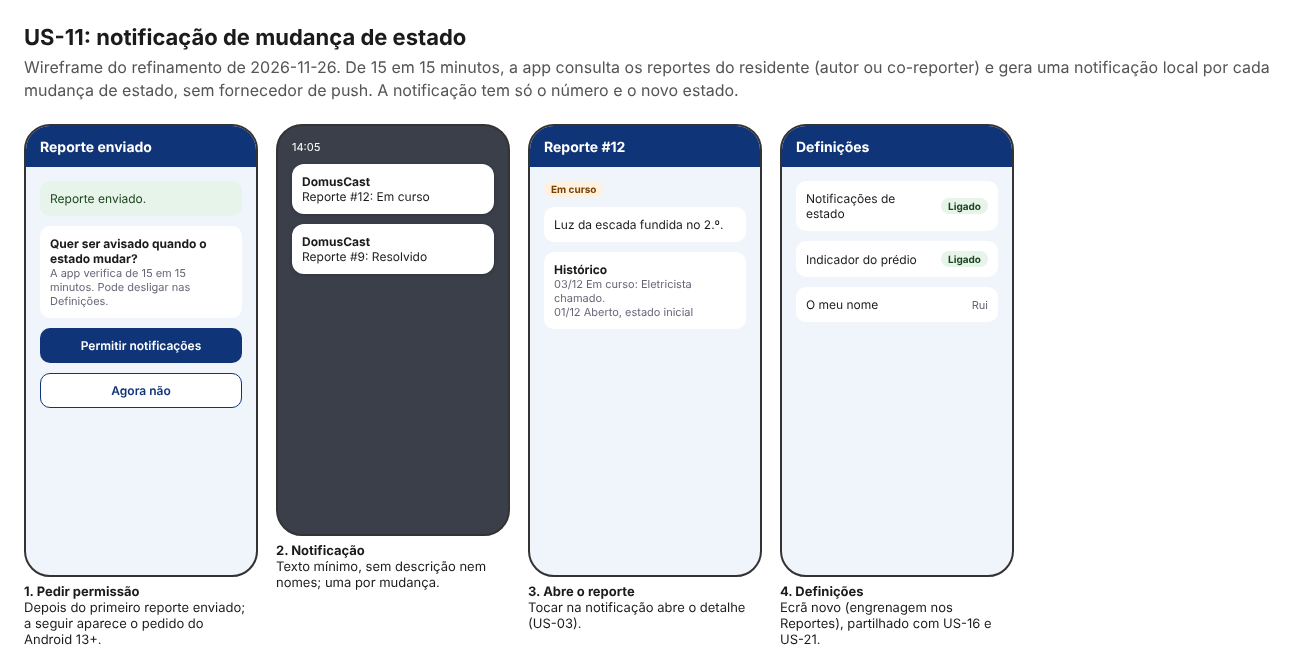 US-11: notificação de mudança de estado
Wireframe do refinamento de 2026-11-26. De 15 em 15 minutos, a app consulta os reportes do residente (autor ou co-reporter) e gera uma notificação local por cada
mudança de estado, sem fornecedor de push. A notificação tem só o número e o novo estado.
Reporte enviado
Reporte enviado.
Quer ser avisado quando o
estado mudar?
A app verifica de 15 em 15
minutos. Pode desligar nas
Definições.
Permitir notificações
Agora não
1. Pedir permissão
Depois do primeiro reporte enviado;
a seguir aparece o pedido do
Android 13+.
14:05
DomusCast
Reporte #12: Em curso
DomusCast
Reporte #9: Resolvido
2. Notificação
Texto mínimo, sem descrição nem
nomes; uma por mudança.
Reporte #12
Em curso
Luz da escada fundida no 2.º.
Histórico
03/12 Em curso: Eletricista
chamado.
01/12 Aberto, estado inicial
3. Abre o reporte
Tocar na notificação abre o detalhe
(US-03).
Definições
Notificações de
estado
Ligado
Indicador do prédio
Ligado
O meu nome
Rui
4. Definições
Ecrã novo (engrenagem nos
Reportes), partilhado com US-16 e
US-21.